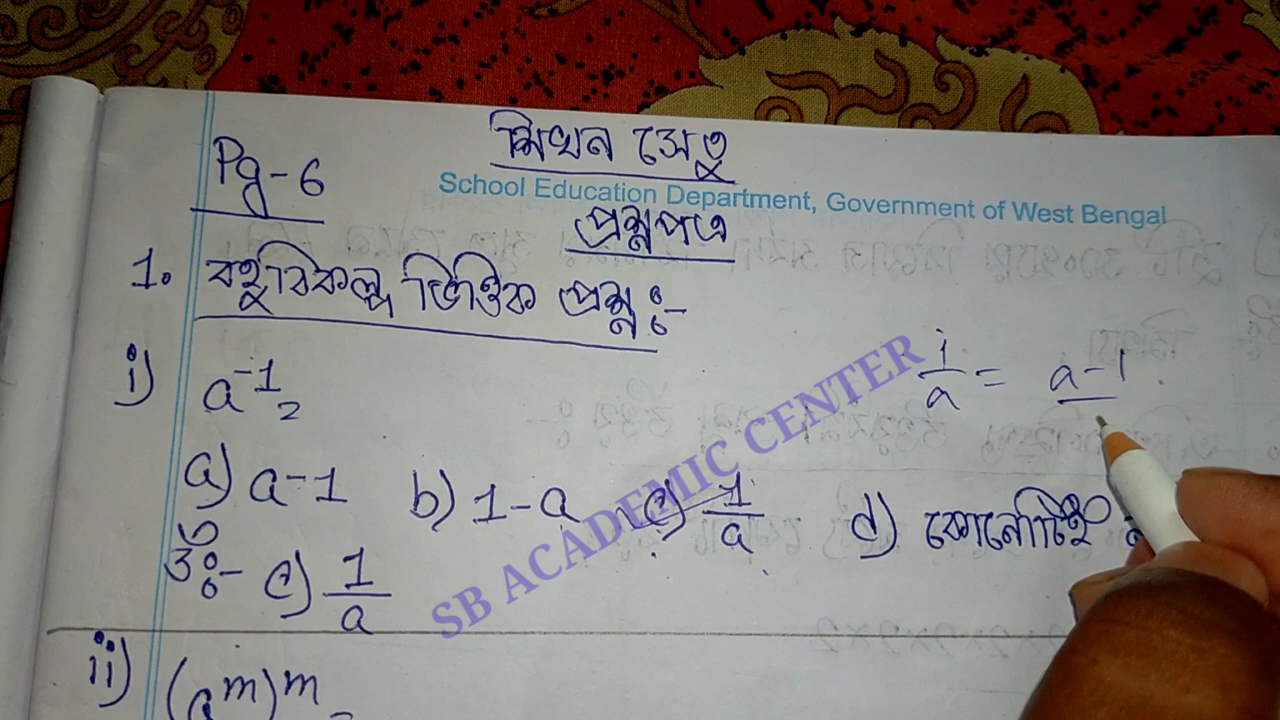 শিখন সেতু
Pg-6
School Education Department, Government of West Bengal
প্রশ্নপত্র
1. বহুবিকল্প ভিত্তিক প্রশ্ন ঃ-
i) a⁻¹ =
1/a = a-1
a) a-1 b) 1-a c) 1/a d) কোনোটিই
উঃ- c) 1/a
ii) (a^m)^m =
SB ACADEMIC CENTER